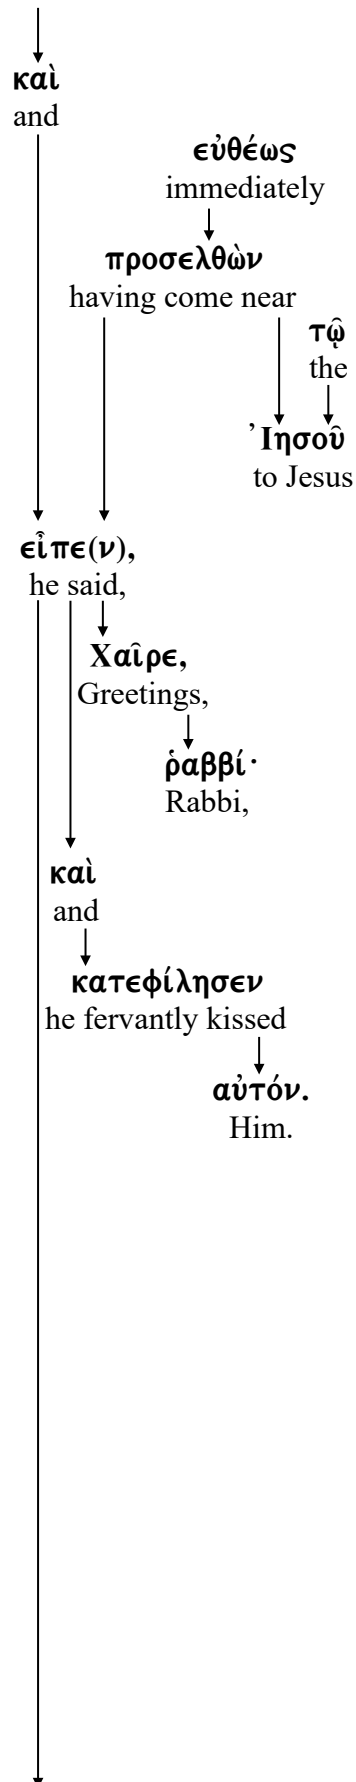 καὶ
and
εὐθέως
immediately
προσελθὼν
having come near
τῷ
the
᾿Ιησοῦ
to Jesus
εἶπε(ν),
he said,
Χαῖρε,
Greetings,
ῥαββί·
Rabbi,
καὶ
and
κατεφίλησεν
he fervantly kissed
αὐτόν.
Him.